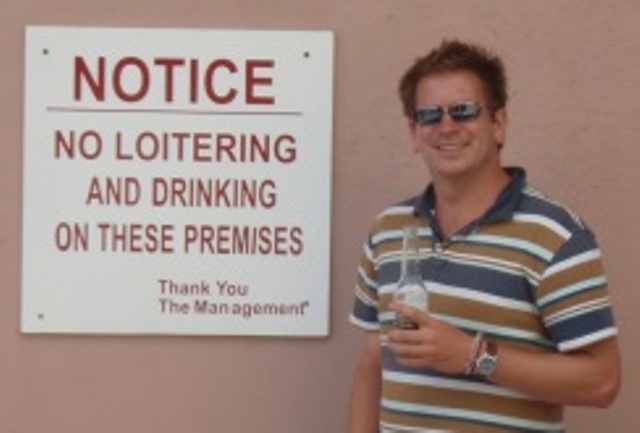 NOTICE
NO LOITERING
AND DRINKING
ON THESE PREMISES
Thank You
The Management"